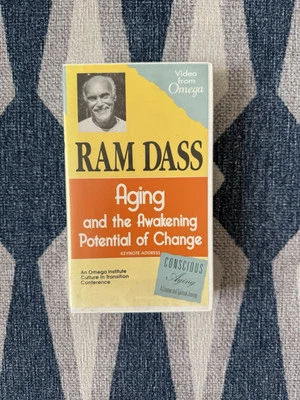 Video
from
Omega
RAM DASS
Aging
and the Awakening
Potential of Change
KEYNOTE ADDRESS
An Omega Institute
Culture in Transition
Conference
CONSCIOUS
Aging